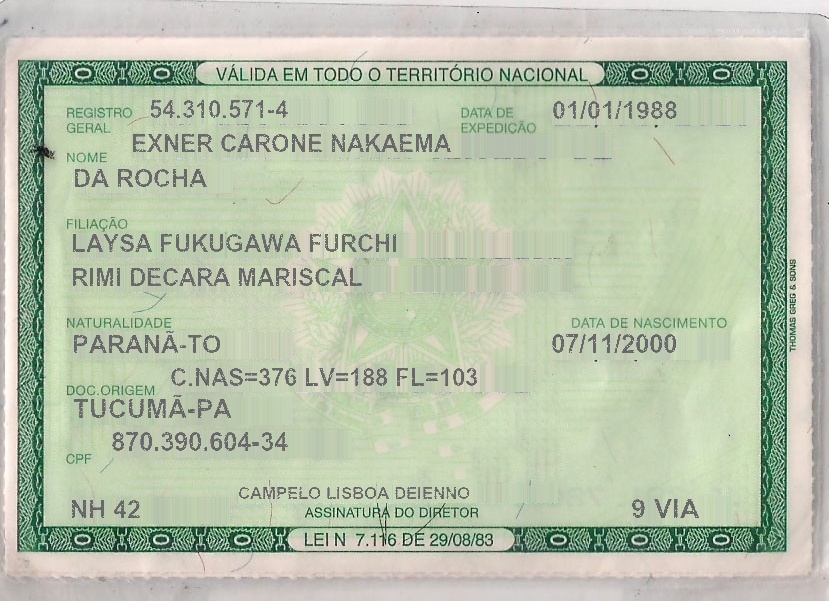 VÁLIDA EM TODO O TERRITÓRIO NACIONAL
REGISTRO GERAL 54.310.571-4 DATA DE EXPEDIÇÃO 01/01/1988
NOME EXNER CARONE NAKAEMA
DA ROCHA
FILIAÇÃO
LAYSA FUKUGAWA FURCHI
RIMI DECARA MARISCAL
NATURALIDADE DATA DE NASCIMENTO
PARANÃ-TO 07/11/2000
DOC.ORIGEM C.NAS=376 LV=188 FL=103
TUCUMÃ-PA
CPF 870.390.604-34
CAMPELO LISBOA DEIENNO
NH 42 ASSINATURA DO DIRETOR 9 VIA
LEI N 7.116 DE 29/08/83
THOMAS GREG & SONS